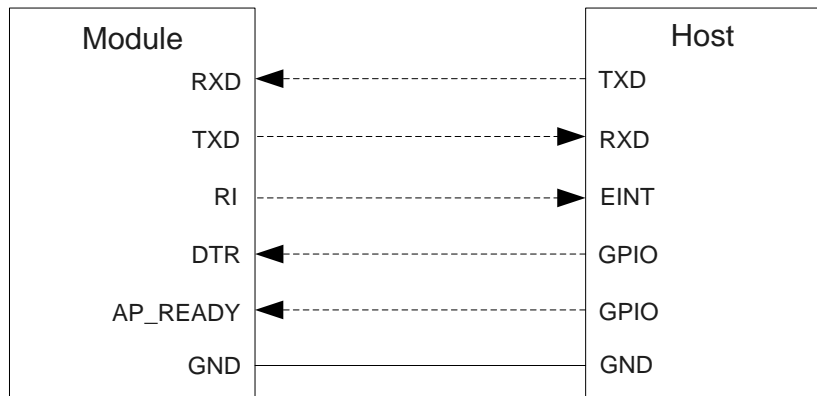 Module Host
RXD TXD
TXD RXD
RI EINT
DTR GPIO
AP_READY GPIO
GND GND